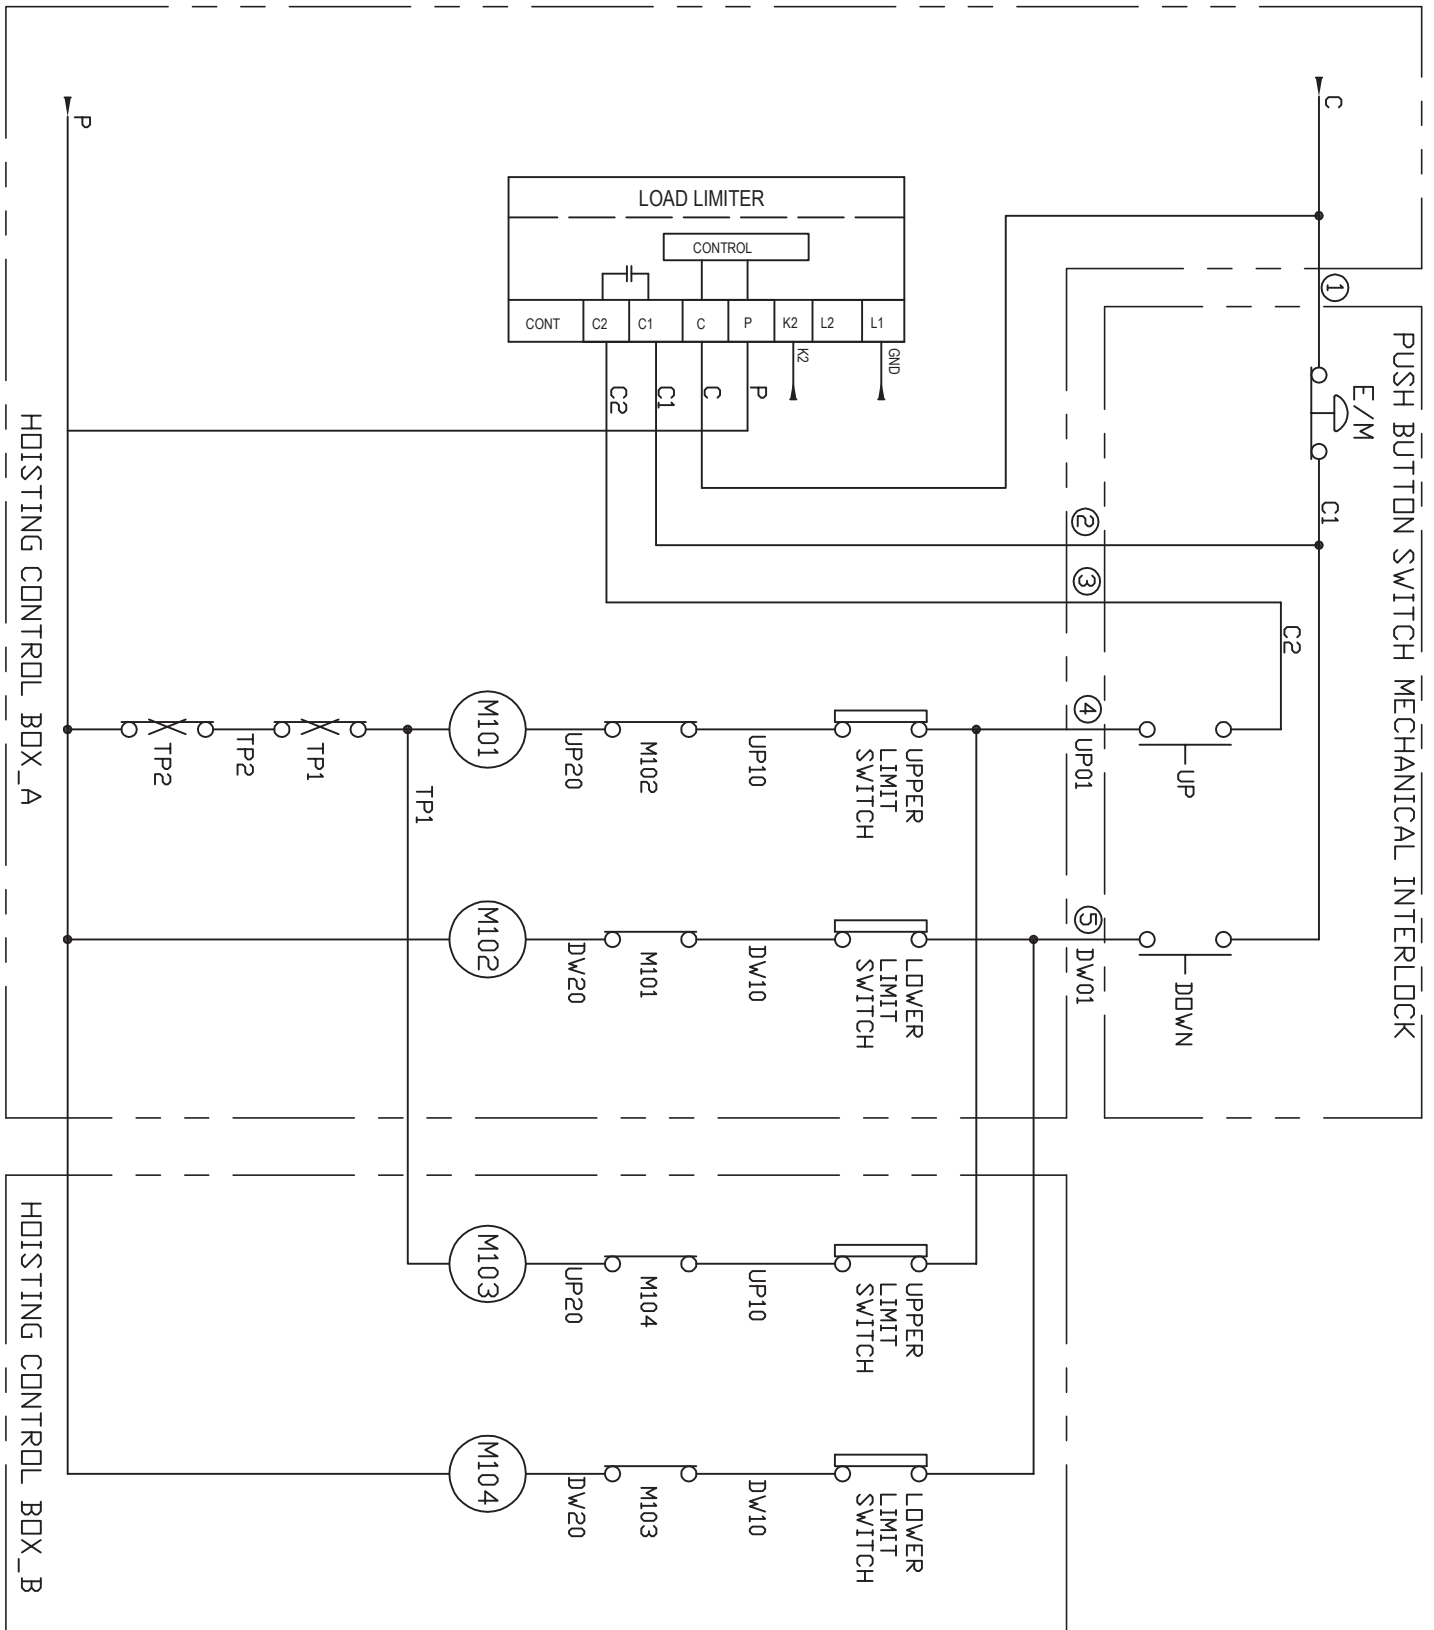 C
①
E/M
C1
PUSH BUTTON SWITCH MECHANICAL INTERLOCK
P
LOAD LIMITER
CONTROL
CONT
C2
C1
C
P
K2
L2
L1
C2
C1
C
P
K2
GND
②
③
C2
HOISTING CONTROL BOX_A
TP2
TP2
TP1
M101
UP20
M102
UP10
UPPER
LIMIT
SWITCH
④
UP01
UP
TP1
M102
DW20
M101
DW10
LOWER
LIMIT
SWITCH
⑤
DW01
DOWN
HOISTING CONTROL BOX_B
M103
UP20
M104
UP10
UPPER
LIMIT
SWITCH
M104
DW20
M103
DW10
LOWER
LIMIT
SWITCH